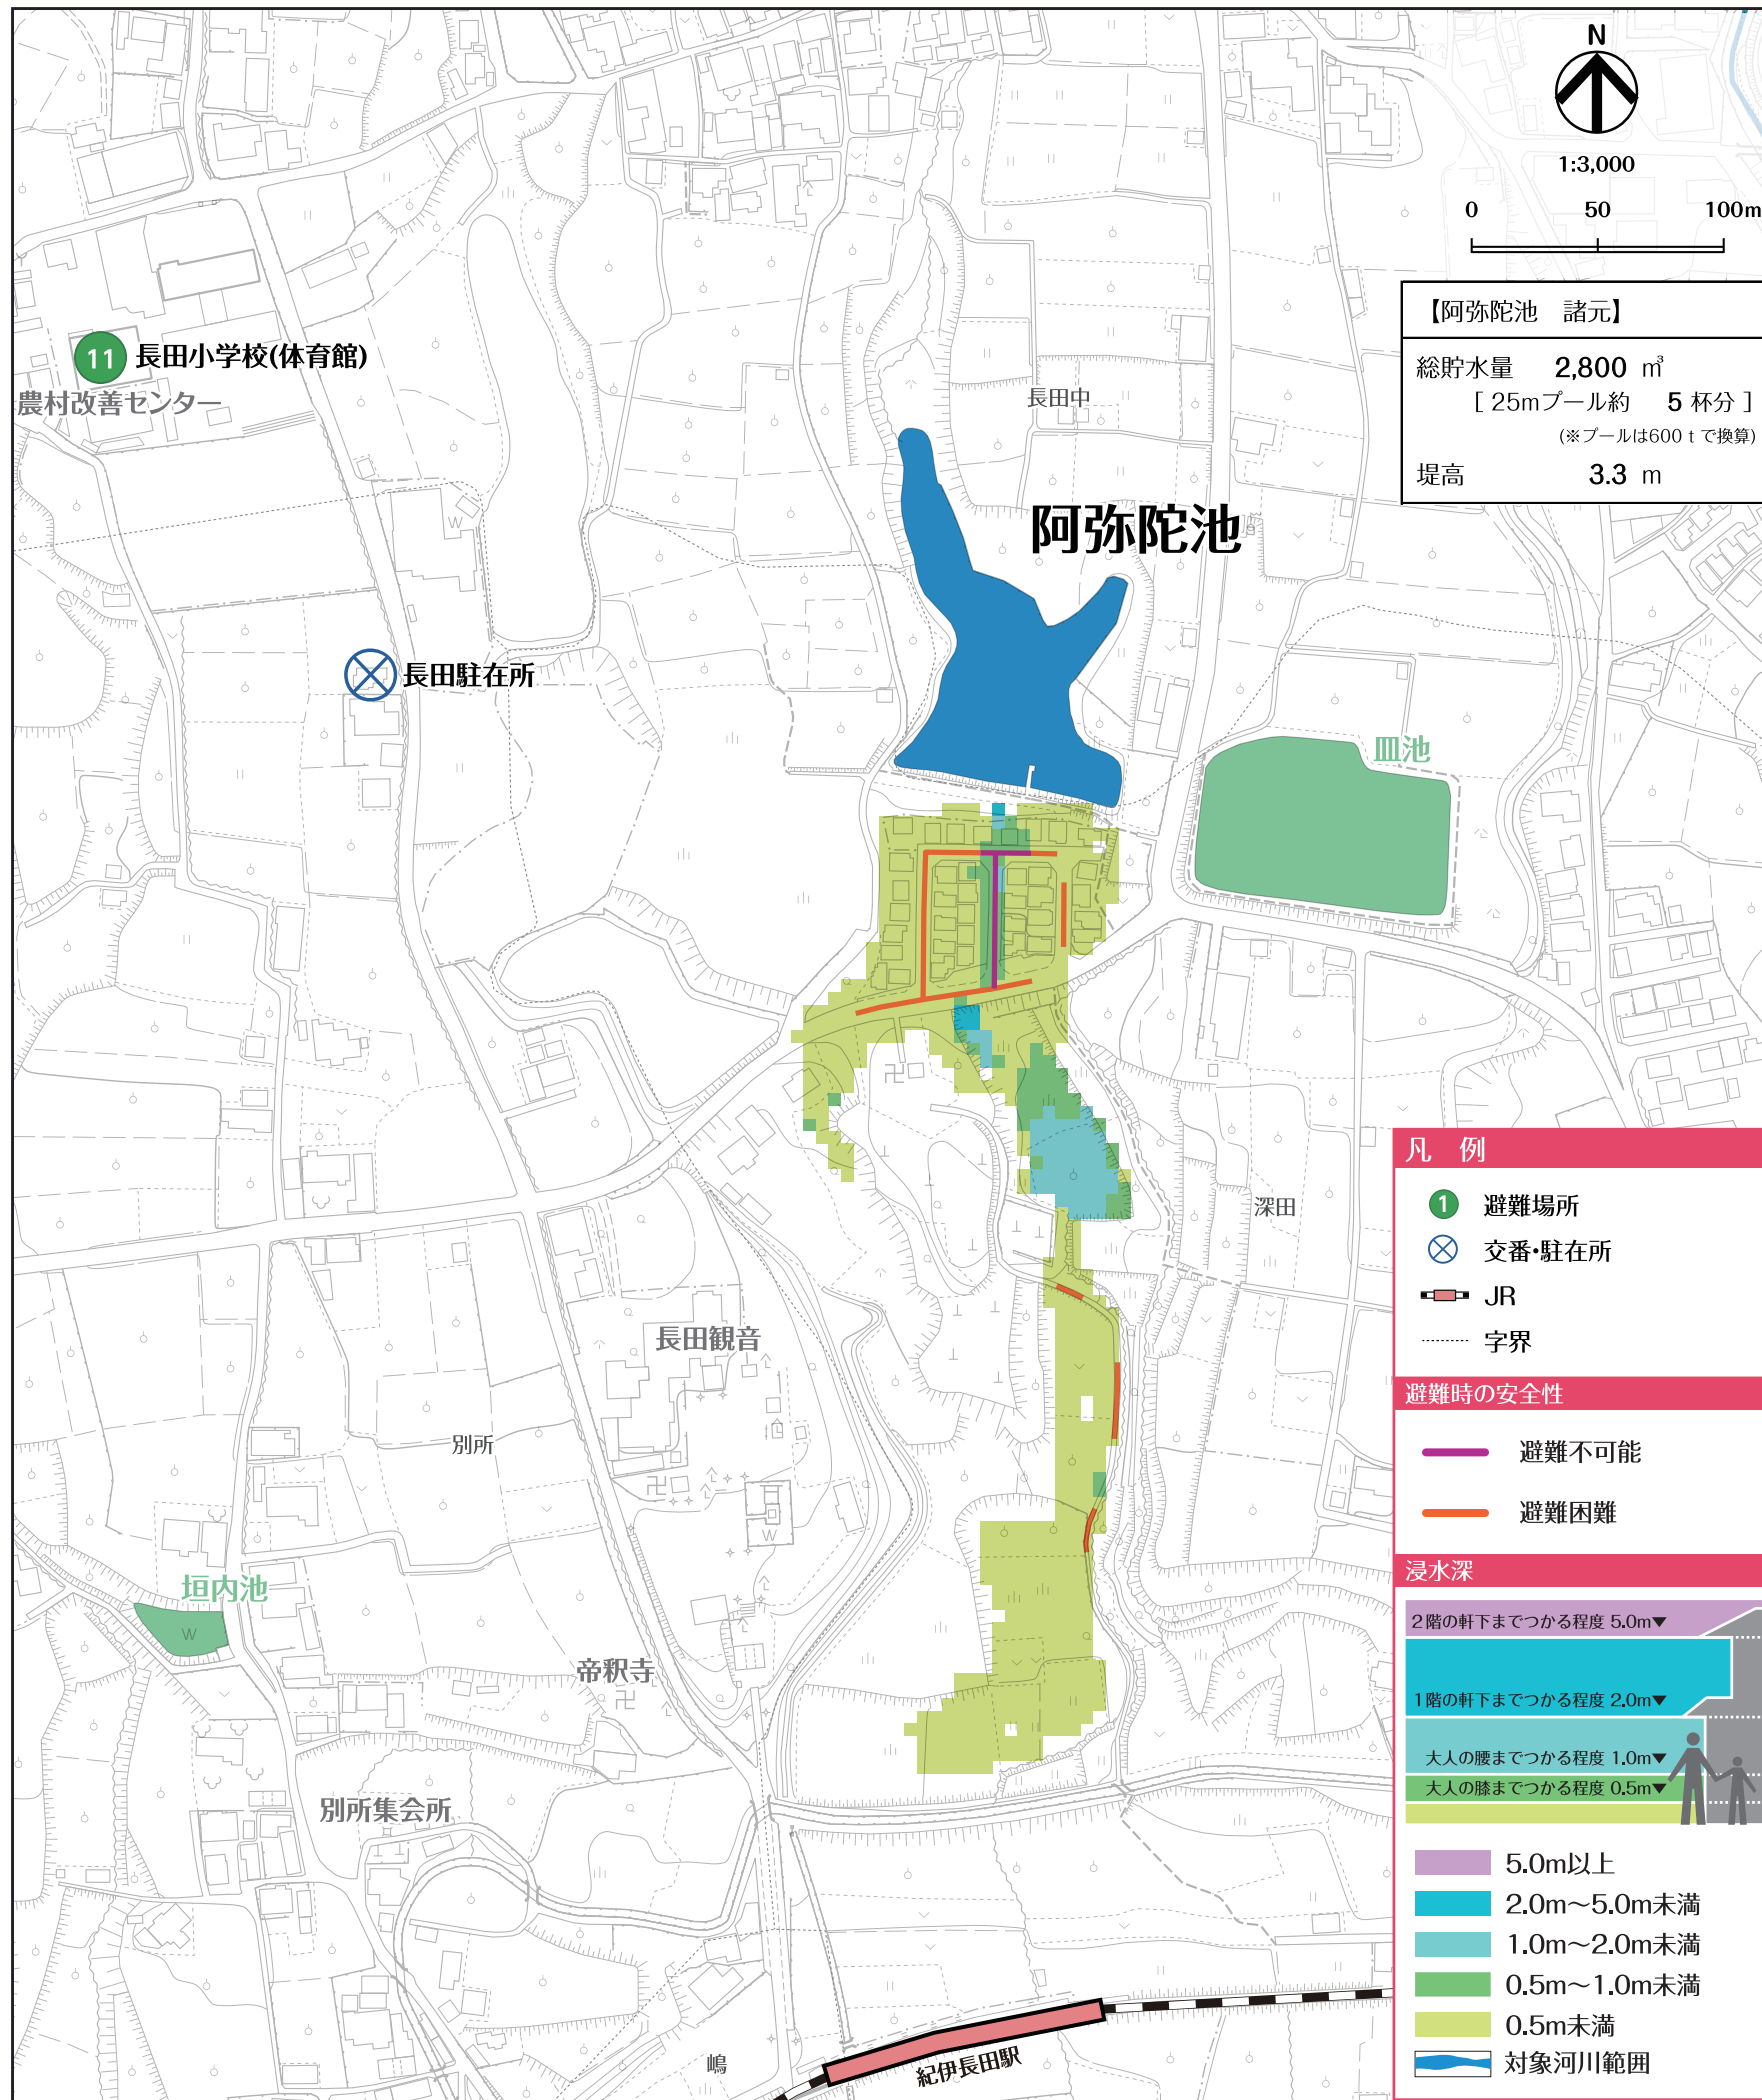 N
1:3,000
0 50 100m
【阿弥陀池 諸元】
総貯水量 2,800 ㎥
[ 25mプール約 5 杯分 ]
(※プールは600ｔで換算)
堤高 3.3 m
11 長田小学校(体育館)
農村改善センター
長田中
阿弥陀池
長田駐在所
皿池
深田
長田観音
別所
垣内池
帝釈寺
別所集会所
嶋
紀伊長田駅
凡 例
1 避難場所
交番・駐在所
JR
字界
避難時の安全性
避難不可能
避難困難
浸水深
2階の軒下までつかる程度 5.0m▼
1階の軒下までつかる程度 2.0m▼
大人の腰までつかる程度 1.0m▼
大人の膝までつかる程度 0.5m▼
5.0m以上
2.0m～5.0m未満
1.0m～2.0m未満
0.5m～1.0m未満
0.5m未満
対象河川範囲